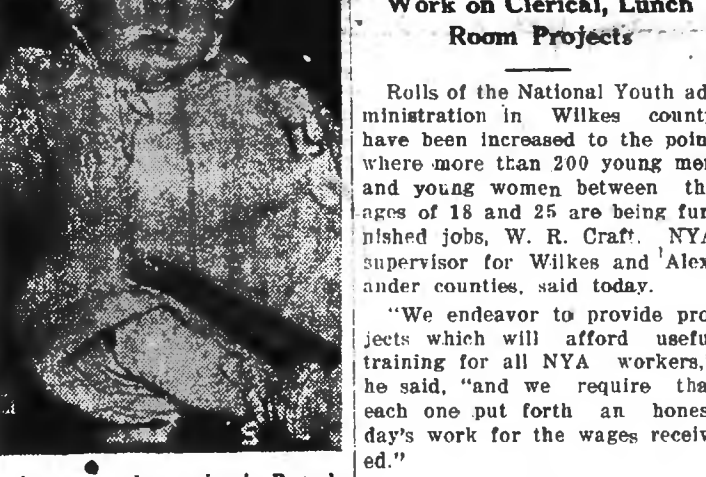 Work on Clerical, Lunch
Room Projects
Rolls of the National Youth ad
ministration in Wilkes count
have been increased to the poin
where more than 200 young me
and young women between th
ages of 18 and 25 are being fur
nished jobs, W. R. Craft, NYA
supervisor for Wilkes and Alex
ander counties, said today.
"We endeavor to provide pro
jects which will afford usefu
training for all NYA workers,
he said, "and we require tha
each one put forth an hones
day's work for the wages receiv
ed."